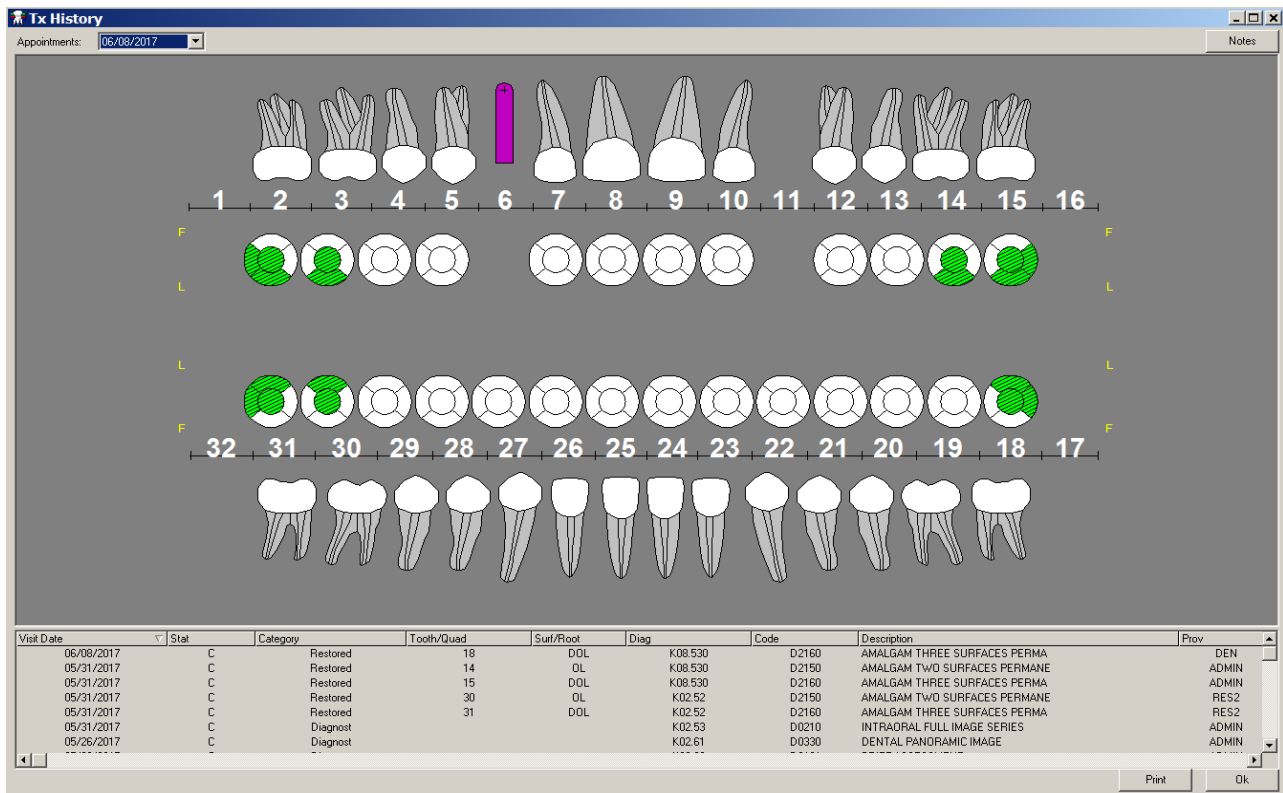 Tx History
Appointments: 06/08/2017 Notes
1 2 3 4 5 6 7 8 9 10 11 12 13 14 15 16
F F
L L
L L
F F
32 31 30 29 28 27 26 25 24 23 22 21 20 19 18 17
Visit Date Stat Category Tooth/Quad Surf/Root Diag Code Description Prov
06/08/2017 C Restored 18 DOL K08.530 D2160 AMALGAM THREE SURFACES PERMA DEN
05/31/2017 C Restored 14 OL K08.530 D2150 AMALGAM TWO SURFACES PERMANE ADMIN
05/31/2017 C Restored 15 DOL K08.530 D2160 AMALGAM THREE SURFACES PERMA ADMIN
05/31/2017 C Restored 30 OL K02.52 D2150 AMALGAM TWO SURFACES PERMANE RES2
05/31/2017 C Restored 31 DOL K02.52 D2160 AMALGAM THREE SURFACES PERMA RES2
05/31/2017 C Diagnost K02.53 D0210 INTRAORAL FULL IMAGE SERIES ADMIN
05/26/2017 C Diagnost K02.61 D0330 DENTAL PANORAMIC IMAGE ADMIN
Print Ok